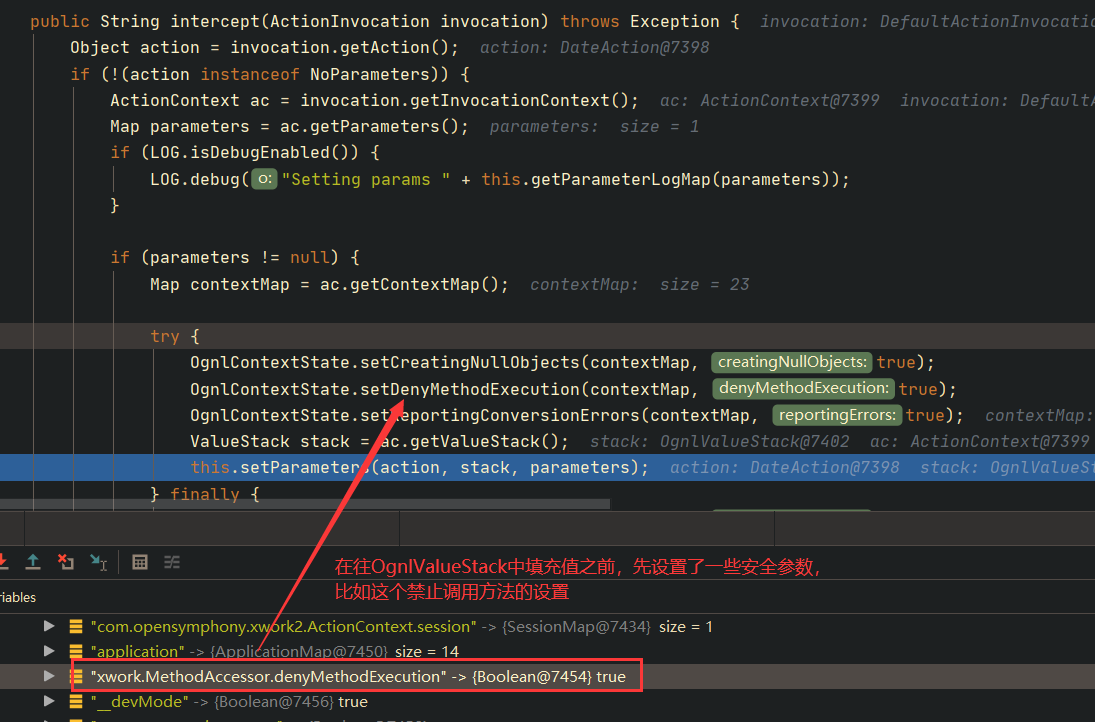 public String intercept(ActionInvocation invocation) throws Exception {  invocation: DefaultActionInvocatio
Object action = invocation.getAction();  action: DateAction@7398
if (!(action instanceof NoParameters)) {
ActionContext ac = invocation.getInvocationContext();  ac: ActionContext@7399  invocation: DefaultA
Map parameters = ac.getParameters();  parameters:  size = 1
if (LOG.isDebugEnabled()) {
LOG.debug( o: "Setting params " + this.getParameterLogMap(parameters));
}
if (parameters != null) {
Map contextMap = ac.getContextMap();  contextMap:  size = 23
try {
OgnlContextState.setCreatingNullObjects(contextMap, creatingNullObjects: true);
OgnlContextState.setDenyMethodExecution(contextMap, denyMethodExecution: true);
OgnlContextState.setReportingConversionErrors(contextMap, reportingErrors: true);  contextMap:
ValueStack stack = ac.getValueStack();  stack: OgnlValueStack@7402  ac: ActionContext@7399
this.setParameters(action, stack, parameters);  action: DateAction@7398  stack: OgnlValueSt
} finally {
在往OgnlValueStack中填充值之前，先设置了一些安全参数，
比如这个禁止调用方法的设置
riables
"com.opensymphony.xwork2.ActionContext.session" -> {SessionMap@7434} size = 1
"application" -> {ApplicationMap@7450} size = 14
"xwork.MethodAccessor.denyMethodExecution" -> {Boolean@7454} true
"__devMode" -> {Boolean@7456} true